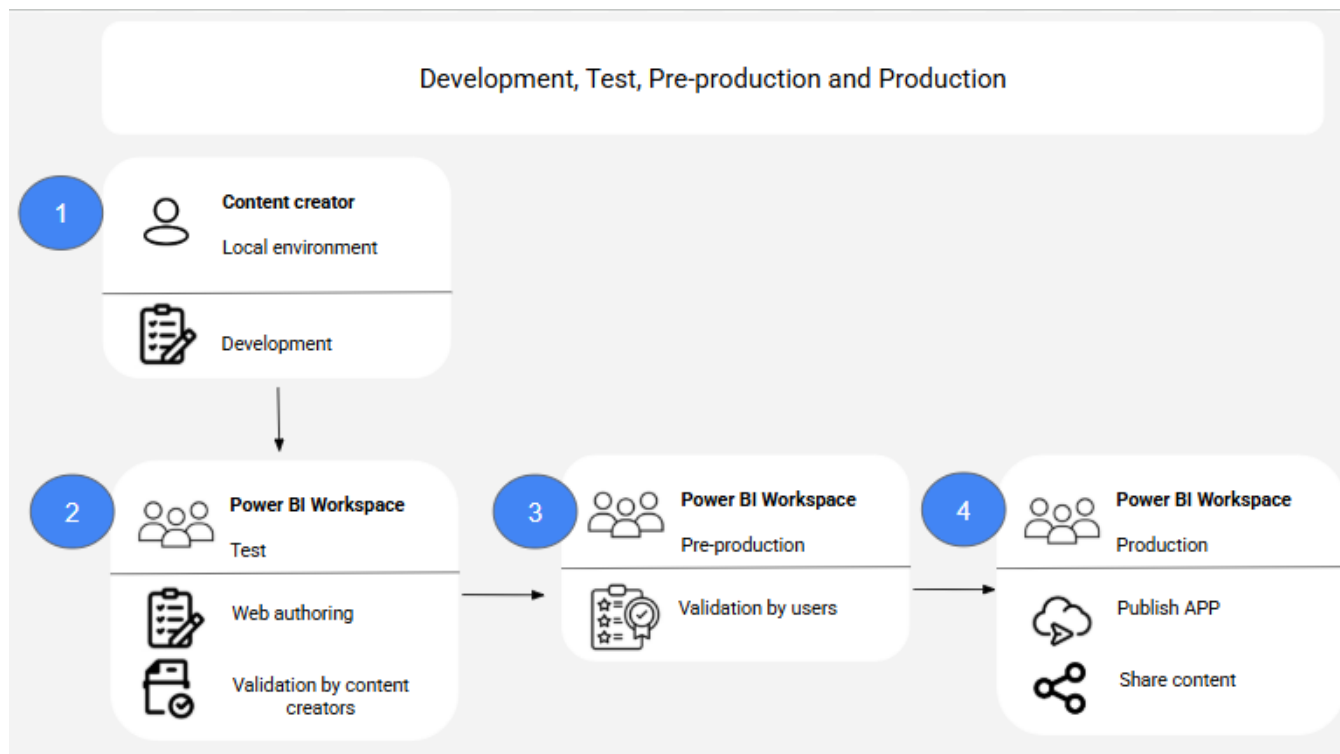 Development, Test, Pre-production and Production
1
Content creator
Local environment
Development
2
Power BI Workspace
Test
Web authoring
Validation by content
creators
3
Power BI Workspace
Pre-production
Validation by users
4
Power BI Workspace
Production
Publish APP
Share content